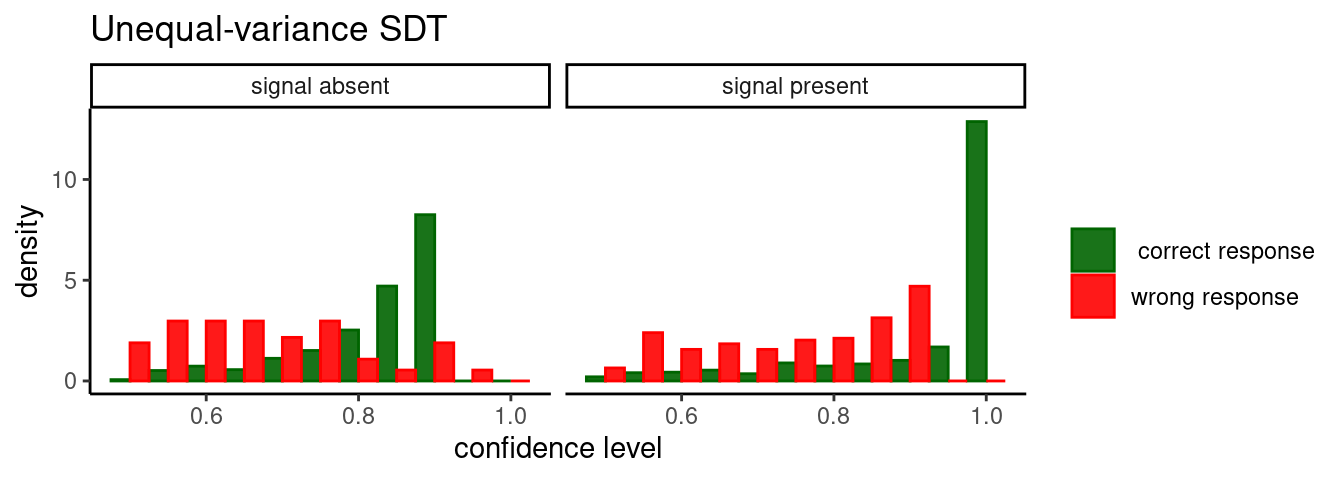 Unequal-variance SDT
signal absent
signal present
10
5
0
density
0.6
0.8
1.0
0.6
0.8
1.0
confidence level
correct response
wrong response